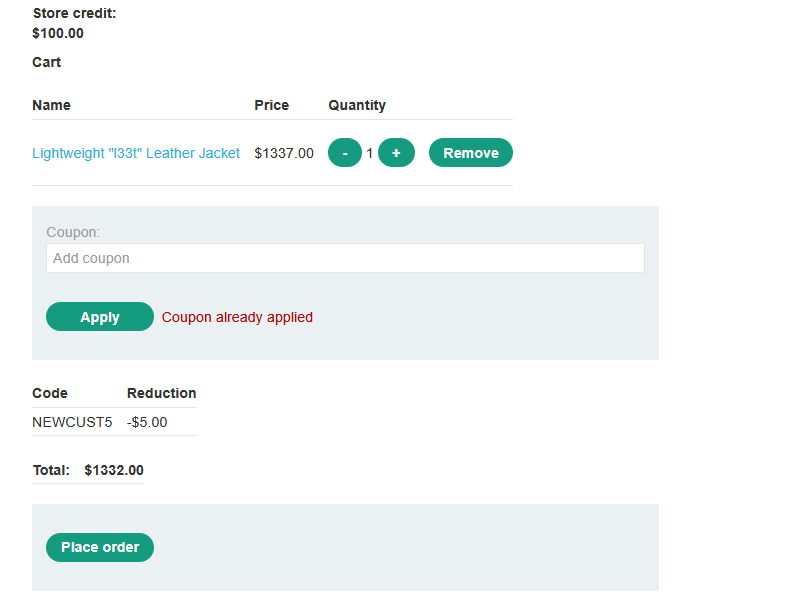 Store credit:
$100.00
Cart
Name Price Quantity
Lightweight "l33t" Leather Jacket $1337.00 - 1 + Remove
Coupon:
Add coupon
Apply Coupon already applied
Code Reduction
NEWCUST5 -$5.00
Total: $1332.00
Place order